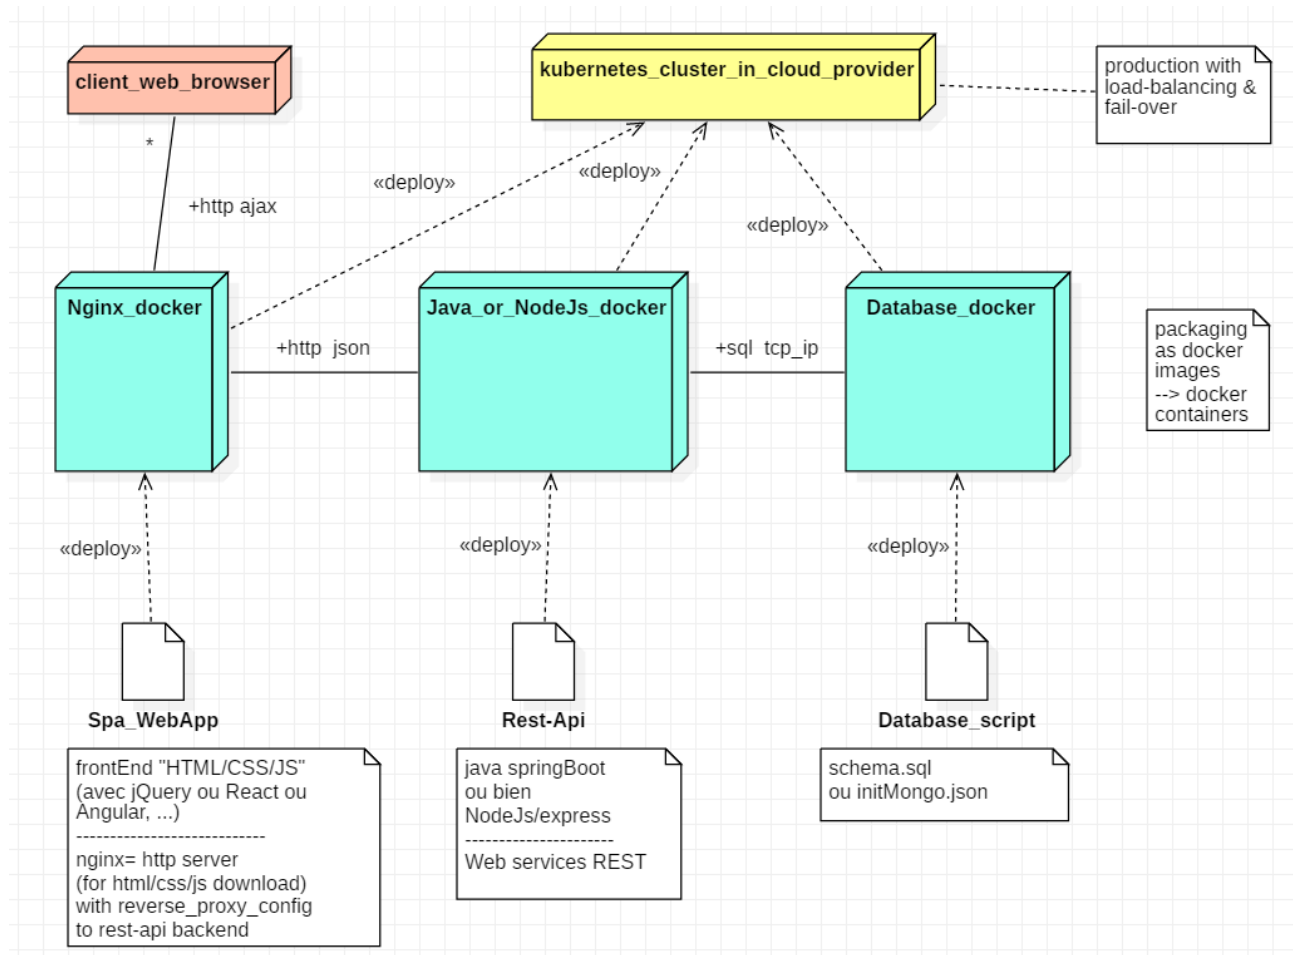 client_web_browser
kubernetes_cluster_in_cloud_provider
production with
load-balancing &
fail-over
*
«deploy»
«deploy»
+http ajax
«deploy»
Nginx_docker
Java_or_NodeJs_docker
Database_docker
+http  json
+sql  tcp_ip
packaging
as docker
images
--> docker
containers
«deploy»
«deploy»
«deploy»
Spa_WebApp
Rest-Api
Database_script
frontEnd "HTML/CSS/JS"
(avec jQuery ou React ou
Angular, ...)
----------------------------
nginx= http server
(for html/css/js download)
with reverse_proxy_config
to rest-api backend
java springBoot
ou bien
NodeJs/express
----------------------
Web services REST
schema.sql
ou initMongo.json